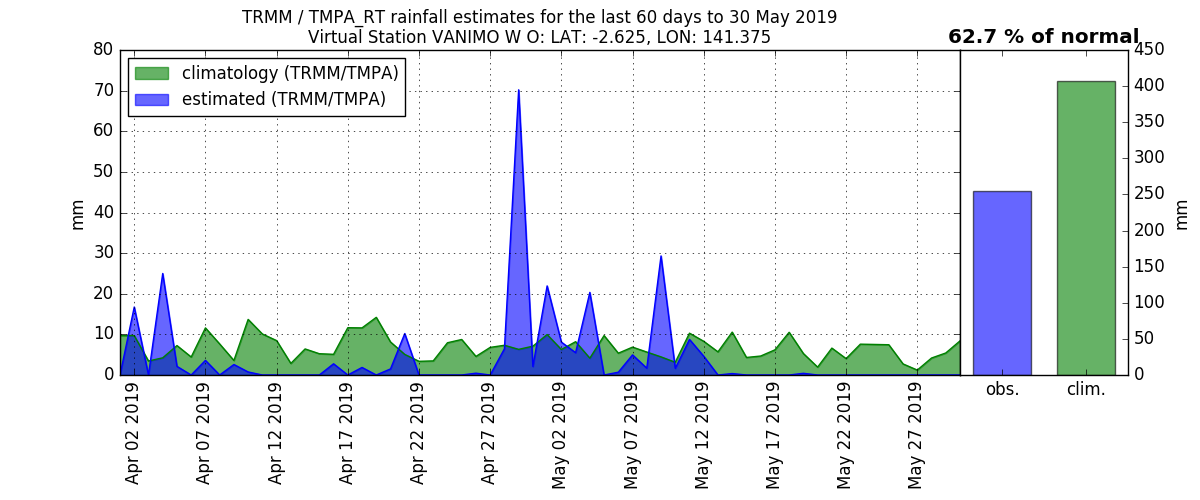 TRMM / TMPA_RT rainfall estimates for the last 60 days to 30 May 2019
Virtual Station VANIMO W O: LAT: -2.625, LON: 141.375
62.7 % of normal
climatology (TRMM/TMPA)
estimated (TRMM/TMPA)
mm
80
70
60
50
40
30
20
10
0
Apr 02 2019
Apr 07 2019
Apr 12 2019
Apr 17 2019
Apr 22 2019
Apr 27 2019
May 02 2019
May 07 2019
May 12 2019
May 17 2019
May 22 2019
May 27 2019
obs.
clim.
450
400
350
300
250
200
150
100
50
0
mm